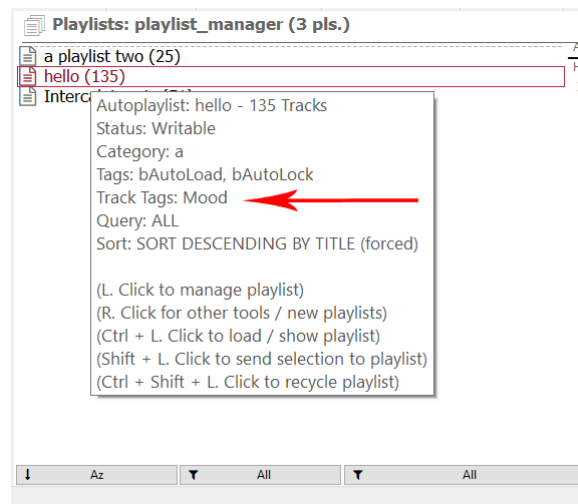 Playlists: playlist_manager (3 pls.)
a playlist two (25)
hello (135)
Autoplaylist: hello - 135 Tracks
Status: Writable
Category: a
Tags: bAutoLoad, bAutoLock
Track Tags: Mood
Query: ALL
Sort: SORT DESCENDING BY TITLE (forced)
(L. Click to manage playlist)
(R. Click for other tools / new playlists)
(Ctrl + L. Click to load / show playlist)
(Shift + L. Click to send selection to playlist)
(Ctrl + Shift + L. Click to recycle playlist)
Az All All